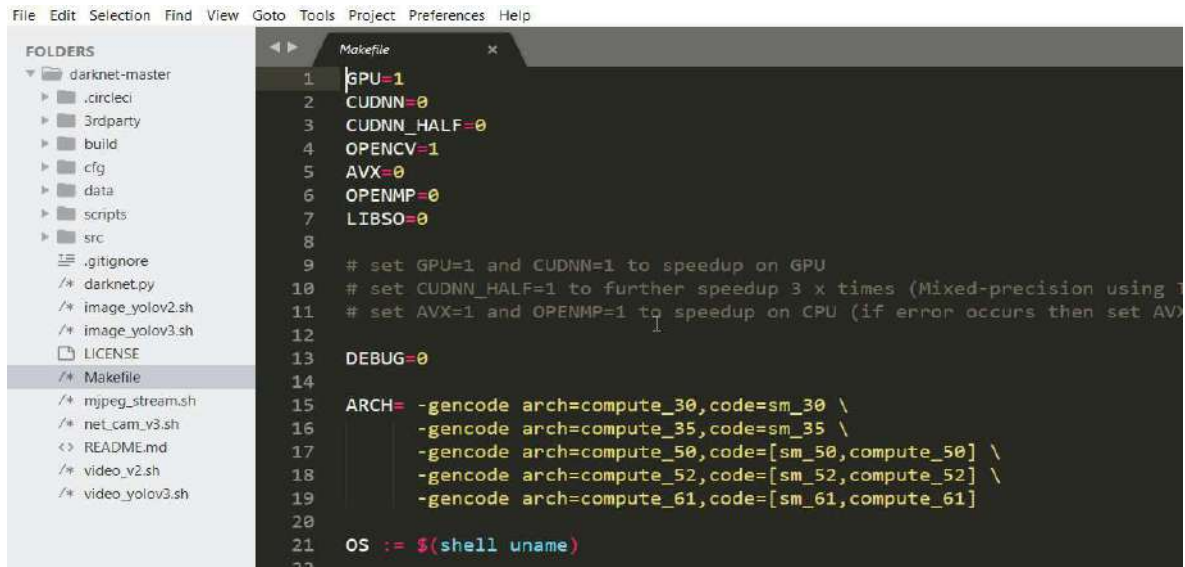 File Edit Selection Find View Goto Tools Project Preferences Help
FOLDERS
darknet-master
.circleci
3rdparty
build
cfg
data
scripts
src
.gitignore
/* darknet.py
/* image_yolov2.sh
/* image_yolov3.sh
LICENSE
/* Makefile
/* mjpeg_stream.sh
/* net_cam_v3.sh
<> README.md
/* video_v2.sh
/* video_yolov3.sh
Makefile ×
1 GPU=1
2 CUDNN=0
3 CUDNN_HALF=0
4 OPENCV=1
5 AVX=0
6 OPENMP=0
7 LIBSO=0
8
9 # set GPU=1 and CUDNN=1 to speedup on GPU
10 # set CUDNN_HALF=1 to further speedup 3 x times (Mixed-precision using
11 # set AVX=1 and OPENMP=1 to speedup on CPU (if error occurs then set AV
12
13 DEBUG=0
14
15 ARCH= -gencode arch=compute_30,code=sm_30 \
16 -gencode arch=compute_35,code=sm_35 \
17 -gencode arch=compute_50,code=[sm_50,compute_50] \
18 -gencode arch=compute_52,code=[sm_52,compute_52] \
19 -gencode arch=compute_61,code=[sm_61,compute_61]
20
21 OS := $(shell uname)